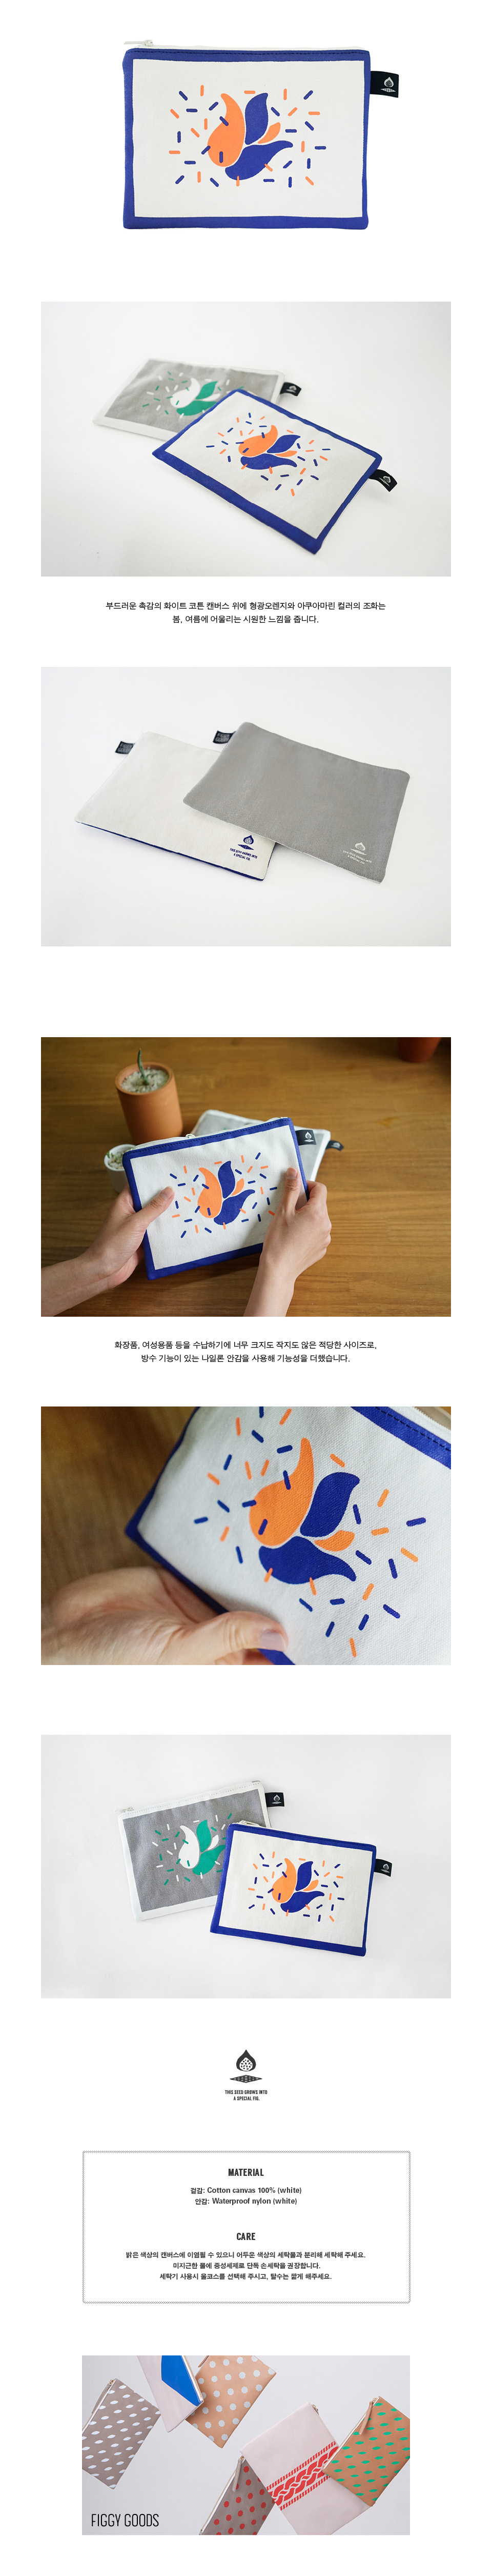 부드러운 촉감의 화이트 코튼 캔버스 위에 형광오렌지와 아쿠아마린 컬러의 조화는
봄, 여름에 어울리는 시원한 느낌을 줍니다.
THIS SEED GROWS INTO
A SPECIAL FIG.
화장품, 여성용품 등을 수납하기에 너무 크지도 작지도 않은 적당한 사이즈로,
방수 기능이 있는 나일론 안감을 사용해 기능성을 더했습니다.
THIS SEED GROWS INTO
A SPECIAL FIG.
MATERIAL
겉감: Cotton canvas 100% (white)
안감: Waterproof nylon (white)
CARE
밝은 색상의 캔버스에 이염될 수 있으니 어두운 색상의 세탁물과 분리해 세탁해 주세요.
미지근한 물에 중성세제로 단독 손세탁을 권장합니다.
세탁기 사용시 울코스를 선택해 주시고, 탈수는 짧게 해주세요.
FIGGY GOODS